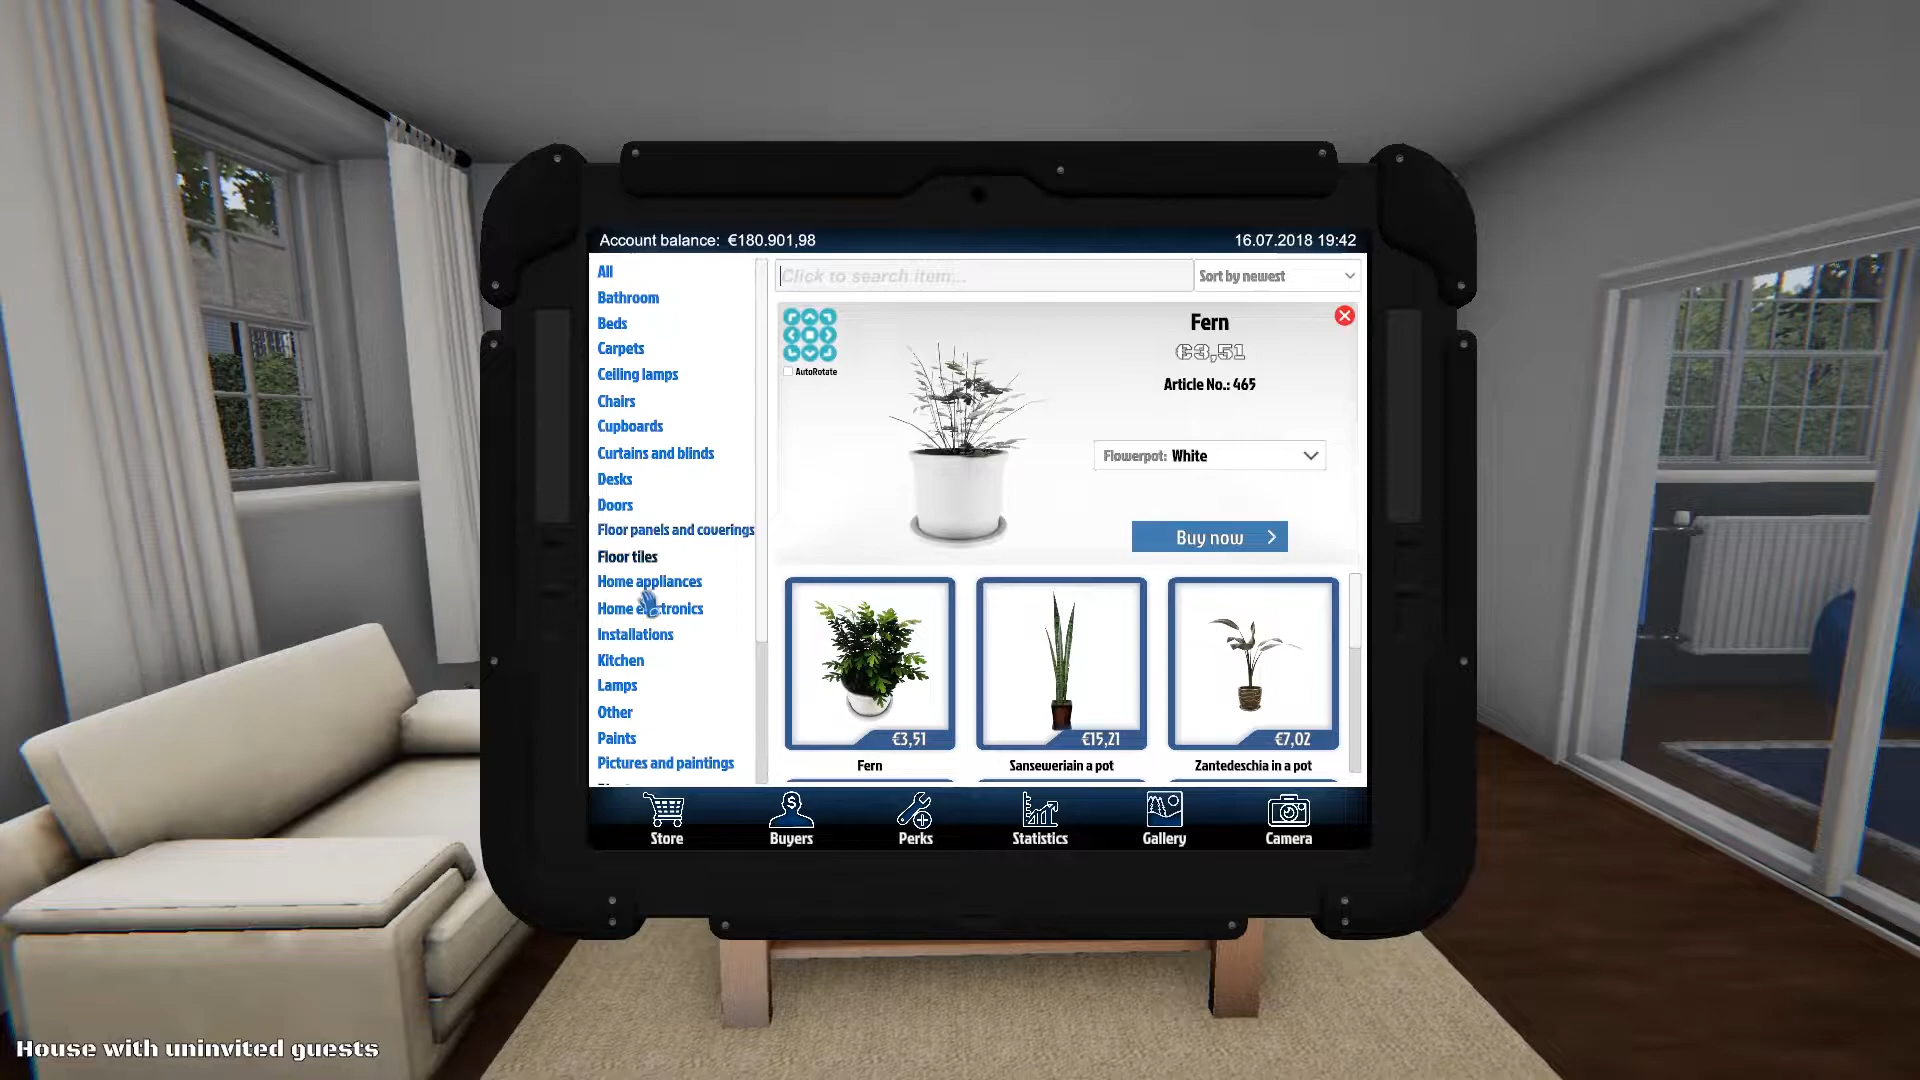 Account balance: €180.901,98
16.07.2018 19:42
All
Bathroom
Beds
Carpets
Ceiling lamps
Chairs
Cupboards
Curtains and blinds
Desks
Doors
Floor panels and coverings
Floor tiles
Home appliances
Home electronics
Installations
Kitchen
Lamps
Other
Paints
Pictures and paintings
Click to search item...
Sort by newest
AutoRotate
Fern
€3,51
Article No.: 465
Flowerpot: White
Buy now
€3,51
€15,21
€7,02
Fern
Sanseweriain a pot
Zantedeschia in a pot
Store
Buyers
Perks
Statistics
Gallery
Camera
House with uninvited guests